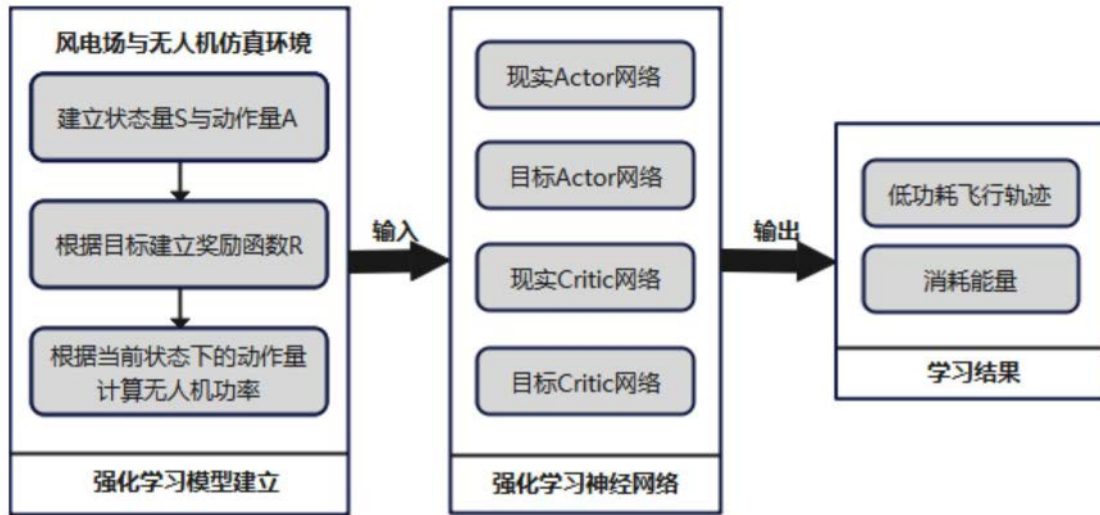 风电场与无人机仿真环境
建立状态量S与动作量A
根据目标建立奖励函数R
根据当前状态下的动作量
计算无人机功率
强化学习模型建立
输入
现实Actor网络
目标Actor网络
现实Critic网络
目标Critic网络
强化学习神经网络
输出
低功耗飞行轨迹
消耗能量
学习结果